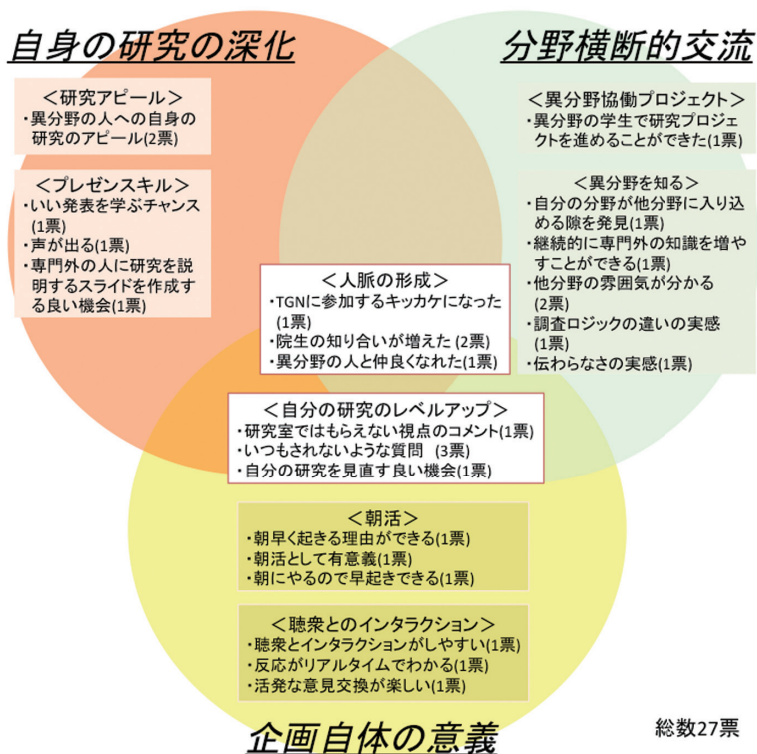 自身の研究の深化
分野横断的交流
＜研究アピール＞
・異分野の人への自身の
研究のアピール(2票)
＜プレゼンスキル＞
・いい発表を学ぶチャンス
(1票)
・声が出る(1票)
・専門外の人に研究を説
明するスライドを作成す
る良い機会(1票)
＜異分野協働プロジェクト＞
・異分野の学生で研究プロジェ
クトを進めることができた(1票)
＜異分野を知る＞
・自分の分野が他分野に入り込
める隙を発見(1票)
・継続的に専門外の知識を増や
すことができる(1票)
・他分野の雰囲気が分かる
(2票)
・調査ロジックの違いの実感
(1票)
・伝わらなさの実感(1票)
＜人脈の形成＞
・TGNに参加するキッカケになった
(1票)
・院生の知り合いが増えた(2票)
・異分野の人と仲良くなれた(1票)
＜自分の研究のレベルアップ＞
・研究室ではもらえない視点のコメント(1票)
・いつもされないような質問 (3票)
・自分の研究を見直す良い機会(1票)
＜朝活＞
・朝早く起きる理由ができる(1票)
・朝活として有意義(1票)
・朝にやるので早起きできる(1票)
＜聴衆とのインタラクション＞
・聴衆とインタラクションがしやすい(1票)
・反応がリアルタイムでわかる(1票)
・活発な意見交換が楽しい(1票)
企画自体の意義
総数27票